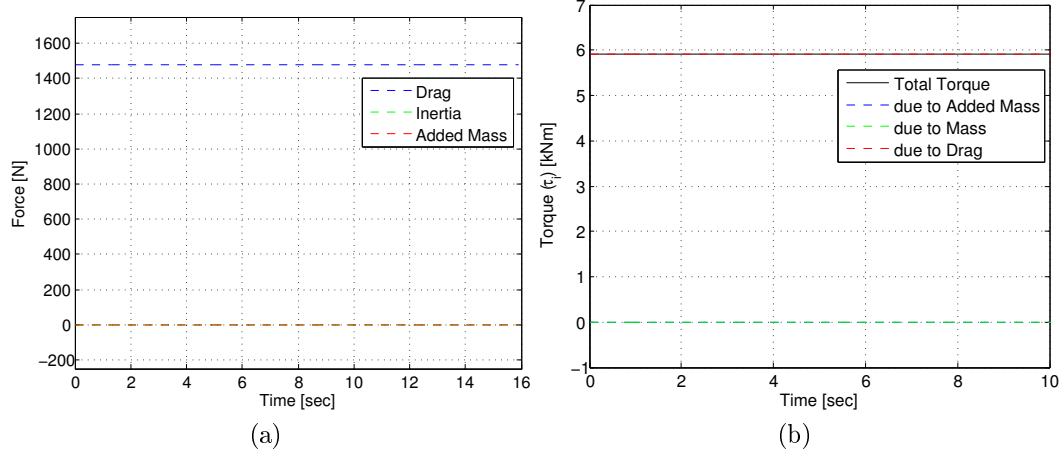 1600
1400
1200
1000
800
600
400
200
0
−200
Force [N]
Drag
Inertia
Added Mass
0 2 4 6 8 10 12 14 16
Time [sec]
(a)
7
6
5
4
3
2
1
0
−1
Torque (τi) [kNm]
Total Torque
due to Added Mass
due to Mass
due to Drag
0 2 4 6 8 10
Time [sec]
(b)